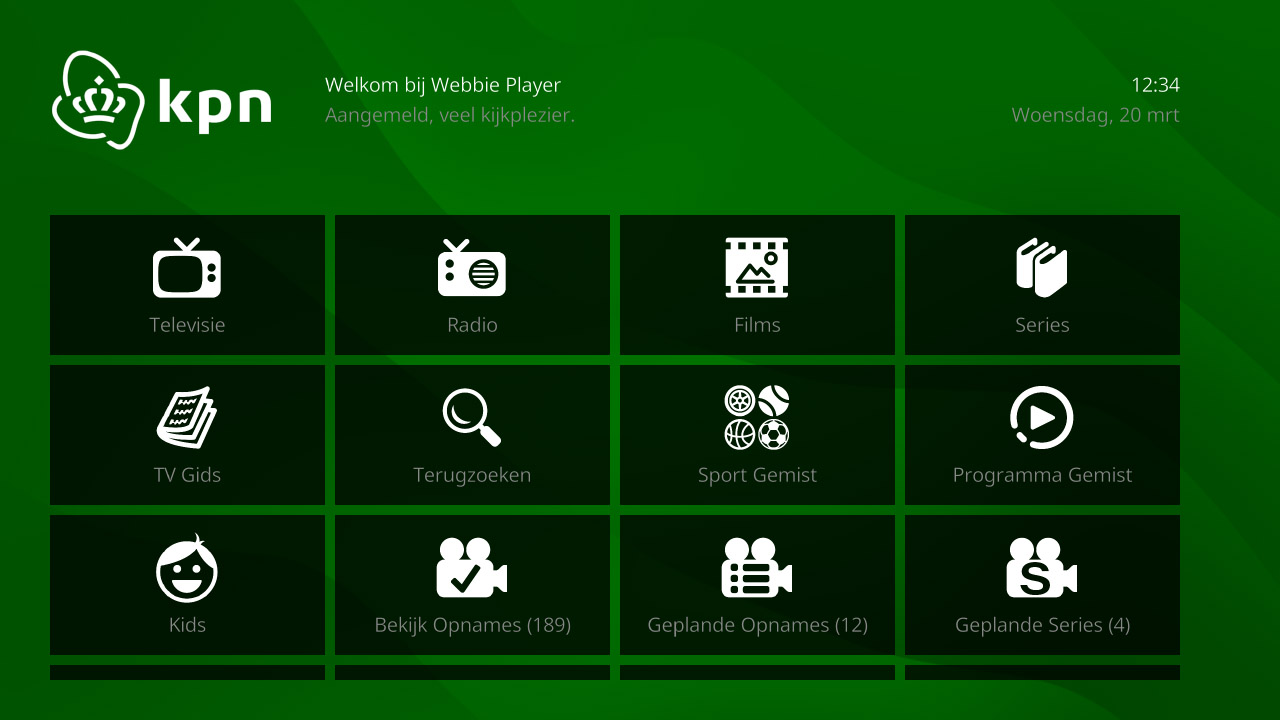 kpn
Welkom bij Webbie Player
12:34
Aangemeld, veel kijkplezier.
Woensdag, 20 mrt
Televisie
Radio
Films
Series
TV Gids
Terugzoeken
Sport Gemist
Programma Gemist
Kids
Bekijk Opnames (189)
Geplande Opnames (12)
S
Geplande Series (4)